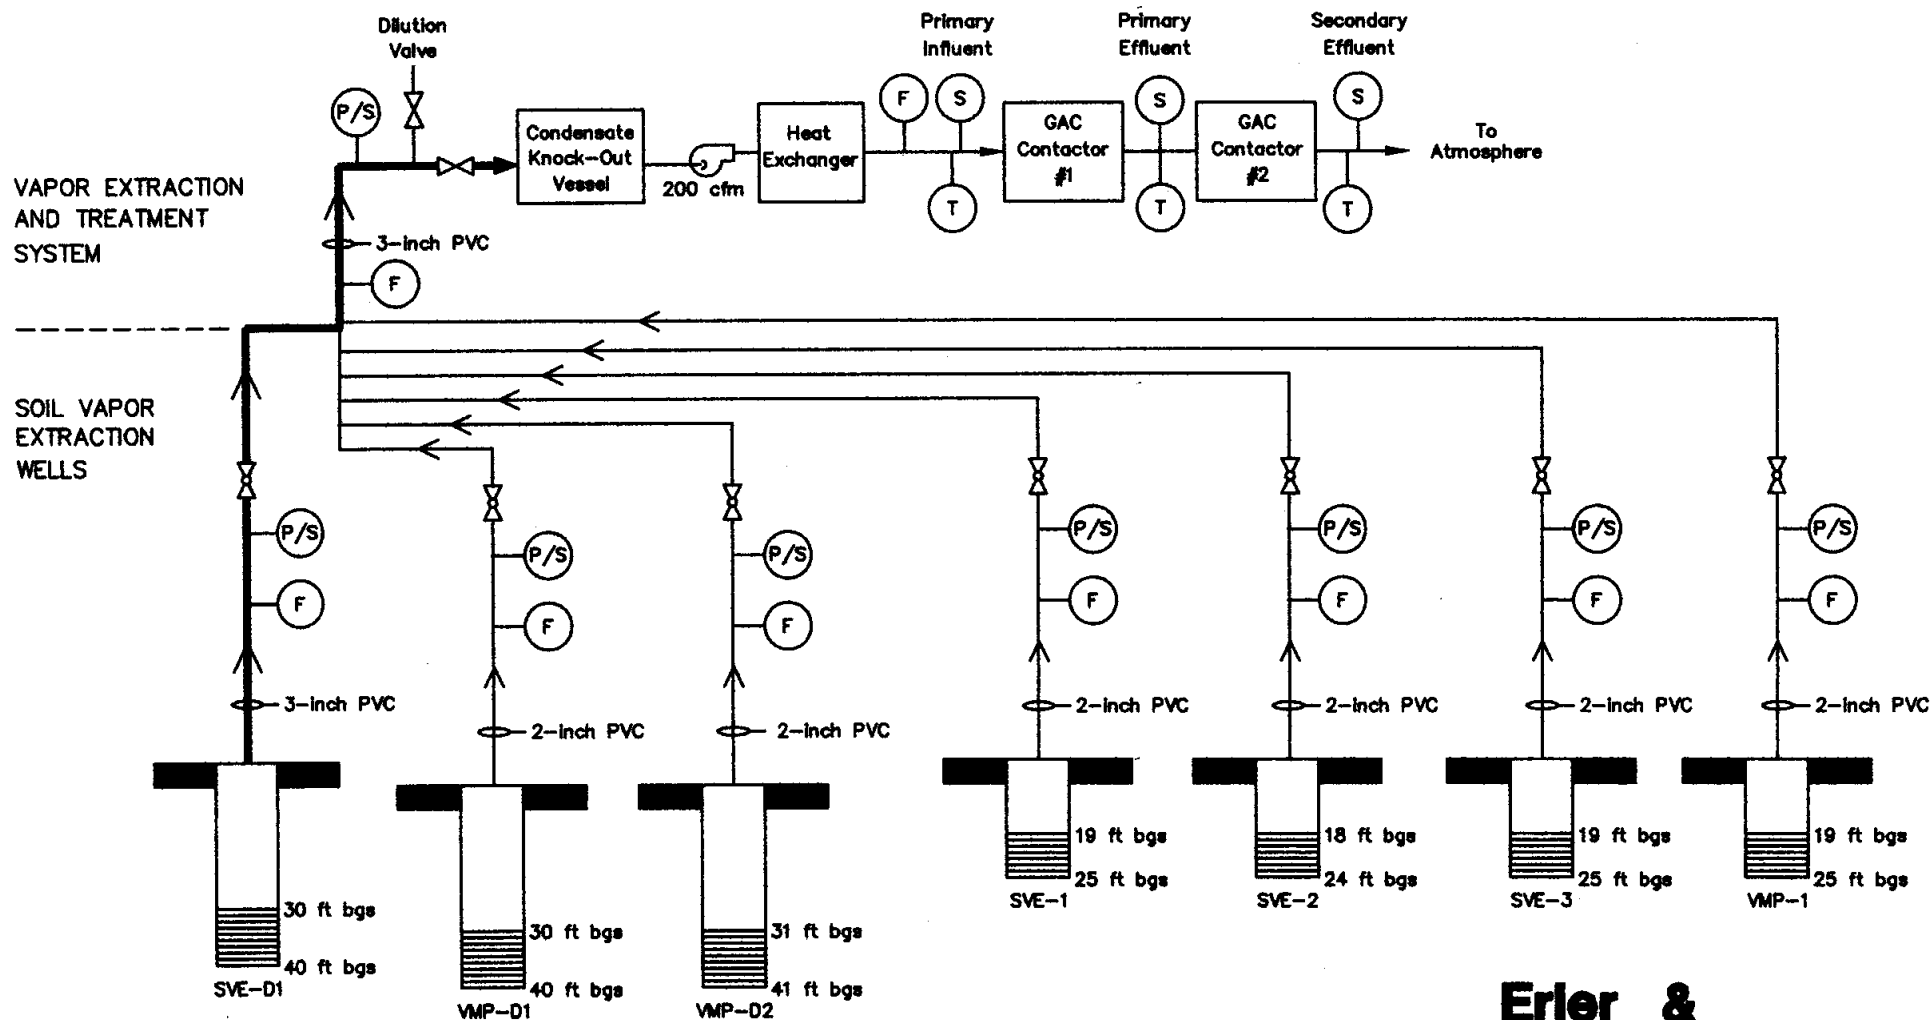 Dilution
Valve
Primary
Influent
Primary
Effluent
Secondary
Effluent
P/S
F
S
S
S
Condensate
Knock-Out
Vessel
200 cfm
Heat
Exchanger
GAC
Contactor
#1
GAC
Contactor
#2
To
Atmosphere
T
T
T
VAPOR EXTRACTION
AND TREATMENT
SYSTEM
3-inch PVC
F
SOIL VAPOR
EXTRACTION
WELLS
P/S
P/S
P/S
P/S
P/S
P/S
P/S
F
F
F
F
F
F
F
3-inch PVC
2-inch PVC
2-inch PVC
2-inch PVC
2-inch PVC
2-inch PVC
2-inch PVC
30 ft bgs
40 ft bgs
SVE-D1
30 ft bgs
40 ft bgs
VMP-D1
31 ft bgs
41 ft bgs
VMP-D2
19 ft bgs
25 ft bgs
SVE-1
18 ft bgs
24 ft bgs
SVE-2
19 ft bgs
25 ft bgs
SVE-3
19 ft bgs
25 ft bgs
VMP-1
Erler &